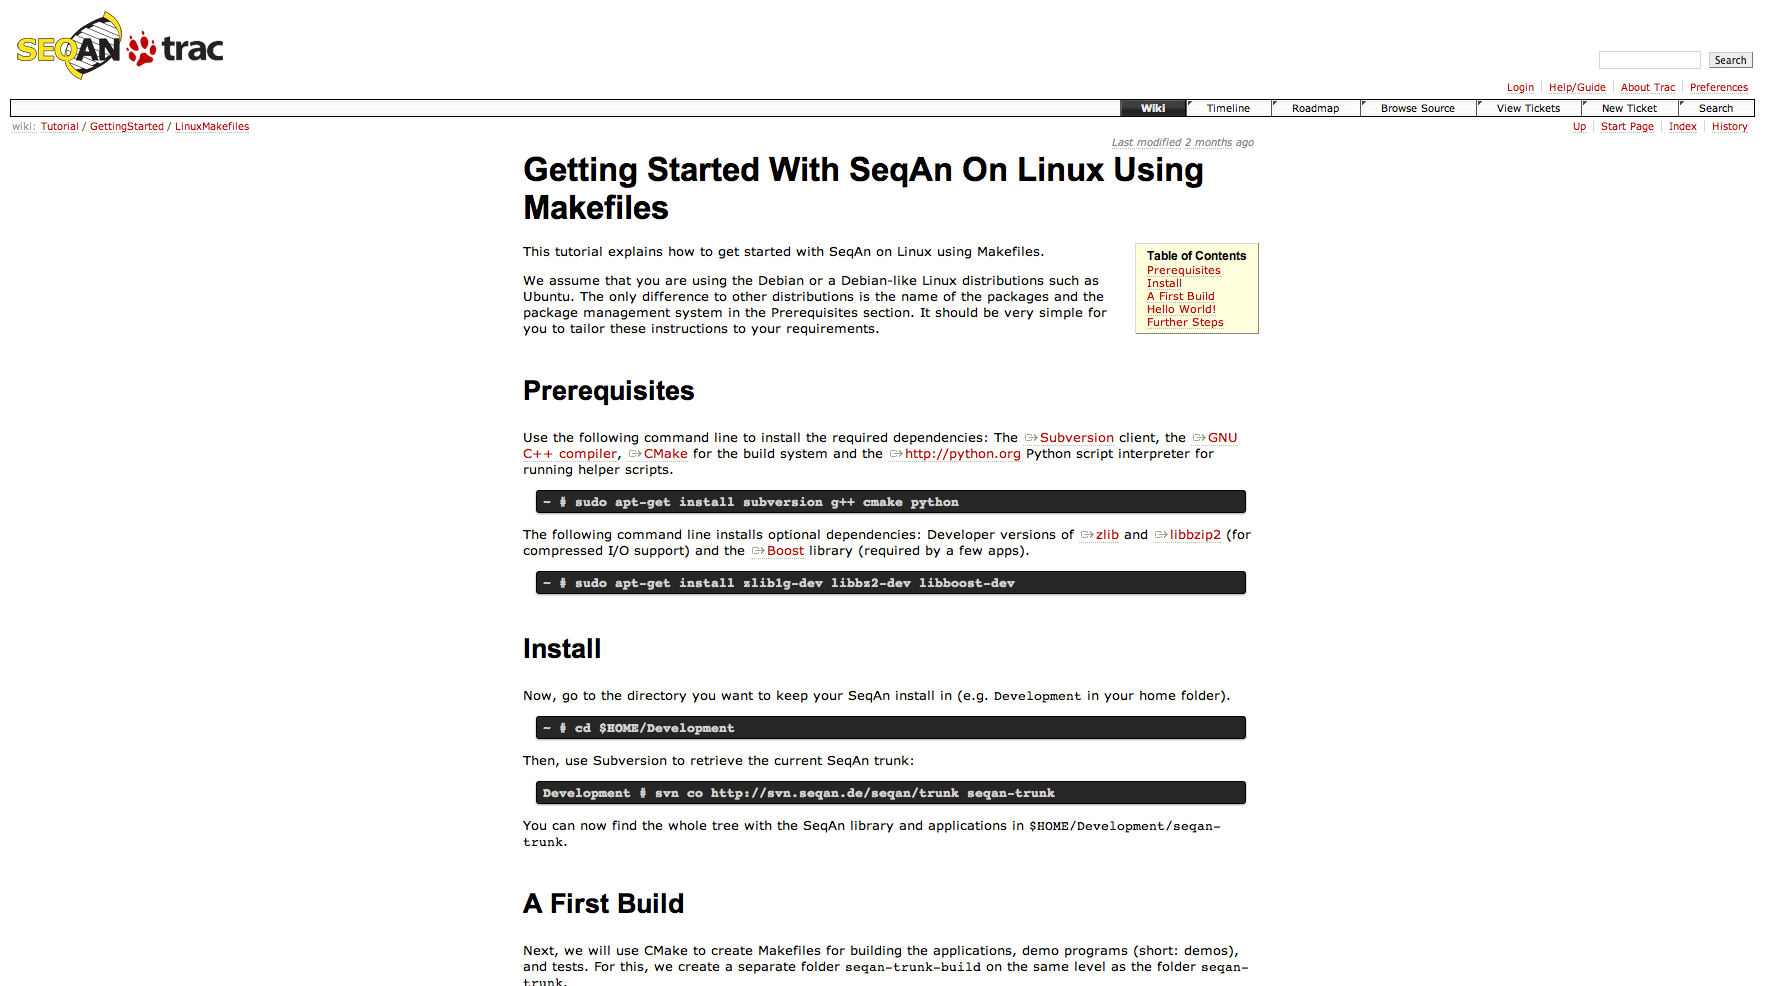 SEQAN trac
Search
Login Help/Guide About Trac Preferences
Wiki Timeline Roadmap Browse Source View Tickets New Ticket Search
wiki: Tutorial / GettingStarted / LinuxMakefiles
Up Start Page Index History
Last modified 2 months ago
Getting Started With SeqAn On Linux Using
Makefiles
This tutorial explains how to get started with SeqAn on Linux using Makefiles.
We assume that you are using the Debian or a Debian-like Linux distributions such as
Ubuntu. The only difference to other distributions is the name of the packages and the
package management system in the Prerequisites section. It should be very simple for
you to tailor these instructions to your requirements.
Table of Contents
Prerequisites
Install
A First Build
Hello World!
Further Steps
Prerequisites
Use the following command line to install the required dependencies: The Subversion client, the GNU
C++ compiler, CMake for the build system and the http://python.org Python script interpreter for
running helper scripts.
~ # sudo apt-get install subversion g++ cmake python
The following command line installs optional dependencies: Developer versions of zlib and libbzip2 (for
compressed I/O support) and the Boost library (required by a few apps).
~ # sudo apt-get install zlib1g-dev libbz2-dev libboost-dev
Install
Now, go to the directory you want to keep your SeqAn install in (e.g. Development in your home folder).
~ # cd $HOME/Development
Then, use Subversion to retrieve the current SeqAn trunk:
Development # svn co http://svn.seqan.de/seqan/trunk seqan-trunk
You can now find the whole tree with the SeqAn library and applications in $HOME/Development/seqan-
trunk.
A First Build
Next, we will use CMake to create Makefiles for building the applications, demo programs (short: demos),
and tests. For this, we create a separate folder seqan-trunk-build on the same level as the folder seqan-
trunk.